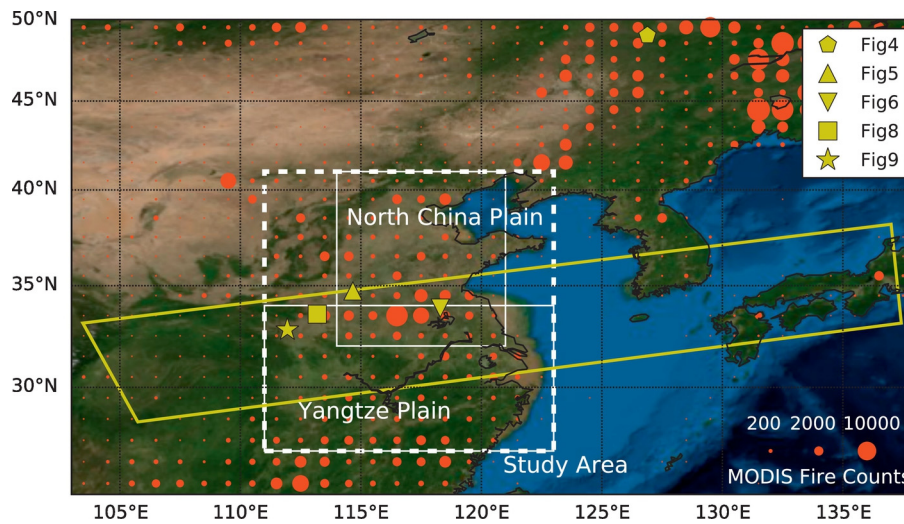 50°N
45°N
40°N
35°N
30°N
Fig4
Fig5
Fig6
Fig8
Fig9
North China Plain
Yangtze Plain
Study Area
200 2000 10000
MODIS Fire Counts
105°E 110°E 115°E 120°E 125°E 130°E 135°E